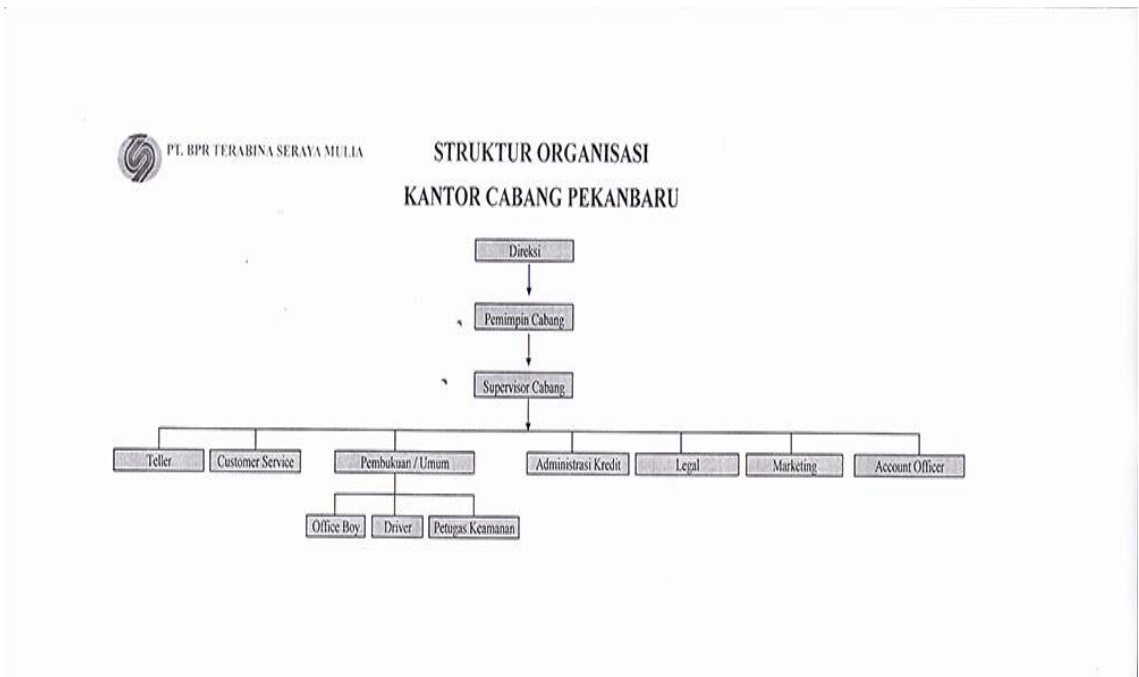 PT. BPR TERABINA SERAYA MULIA
STRUKTUR ORGANISASI
KANTOR CABANG PEKANBARU
Direksi
Pemimpin Cabang
Supervisor Cabang
Teller
Customer Service
Pembukuan / Umum
Administrasi Kredit
Legal
Marketing
Account Officer
Office Boy
Driver
Petugas Keamanan